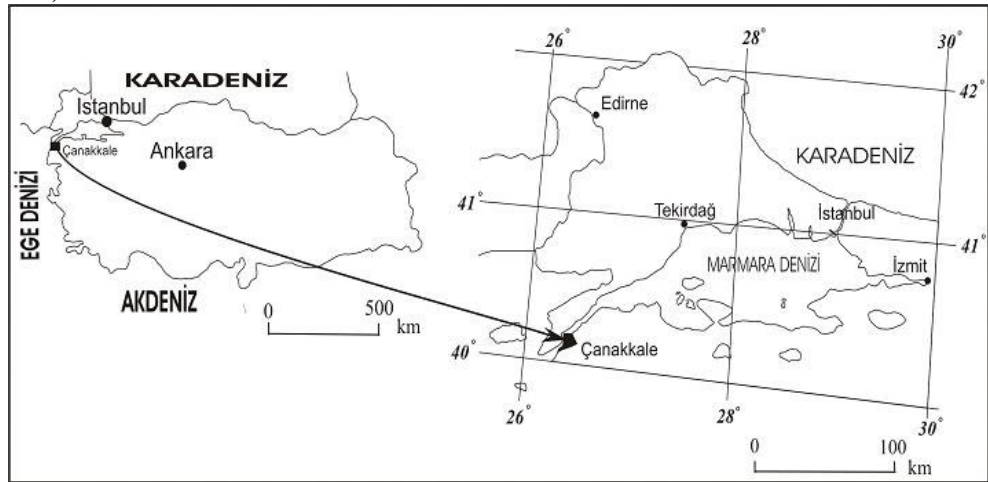 KARADENİZ
İstanbul
Çanakkale
Ankara
EGE DENİZİ
AKDENİZ
0 500
km
26° 28° 30°
42°
Edirne
KARADENİZ
41°
Tekirdağ
İstanbul
41°
MARMARA DENİZİ
İzmit
40°
Çanakkale
26° 28° 30°
0 100
km